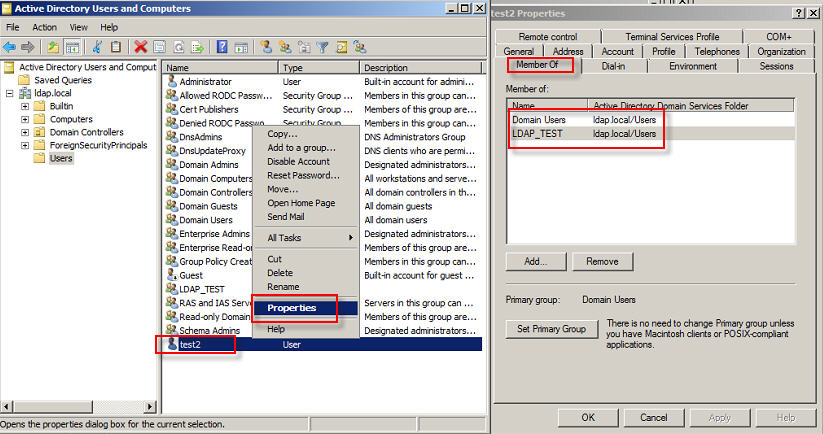 Active Directory Users and Computers
File Action View Help
Active Directory Users and Comput
Saved Queries
ldap.local
Builtin
Computers
Domain Controllers
ForeignSecurityPrincipals
Users
Name Type Description
Administrator User Built-in account for admini...
Allowed RODC Passwo... Security Group ... Members in this group can...
Cert Publishers Security Group ... Members of this group are...
Denied RODC Passwo... Security Group ... Members in this group c...
DnsAdmins DNS Administrators Group
DnsUpdateProxy DNS clients who are permi...
Domain Admins Designated administrators...
Domain Computers All workstations and serve...
Domain Controllers All domain controllers in th...
Domain Guests All domain guests
Domain Users All domain users
Enterprise Admins Designated administrators...
Enterprise Read-o Members of this group are...
Group Policy Creat Members in this group can...
Guest Built-in account for guest ...
LDAP_TEST
RAS and IAS Serve Servers in this group can ...
Read-only Domain Members of this group are...
Schema Admins Designated administrators...
test2 User
Copy...
Add to a group...
Disable Account
Reset Password...
Move...
Open Home Page
Send Mail
All Tasks
Cut
Delete
Rename
Properties
Help
Opens the properties dialog box for the current selection.
test2 Properties
Remote control Terminal Services Profile COM+
General Address Account Profile Telephones Organization
Member Of Dial-in Environment Sessions
Member of:
Name Active Directory Domain Services Folder
Domain Users ldap.local/Users
LDAP_TEST ldap.local/Users
Add... Remove
Primary group: Domain Users
Set Primary Group
There is no need to change Primary group unless
you have Macintosh clients or POSIX-compliant
applications.
OK Cancel Apply Help